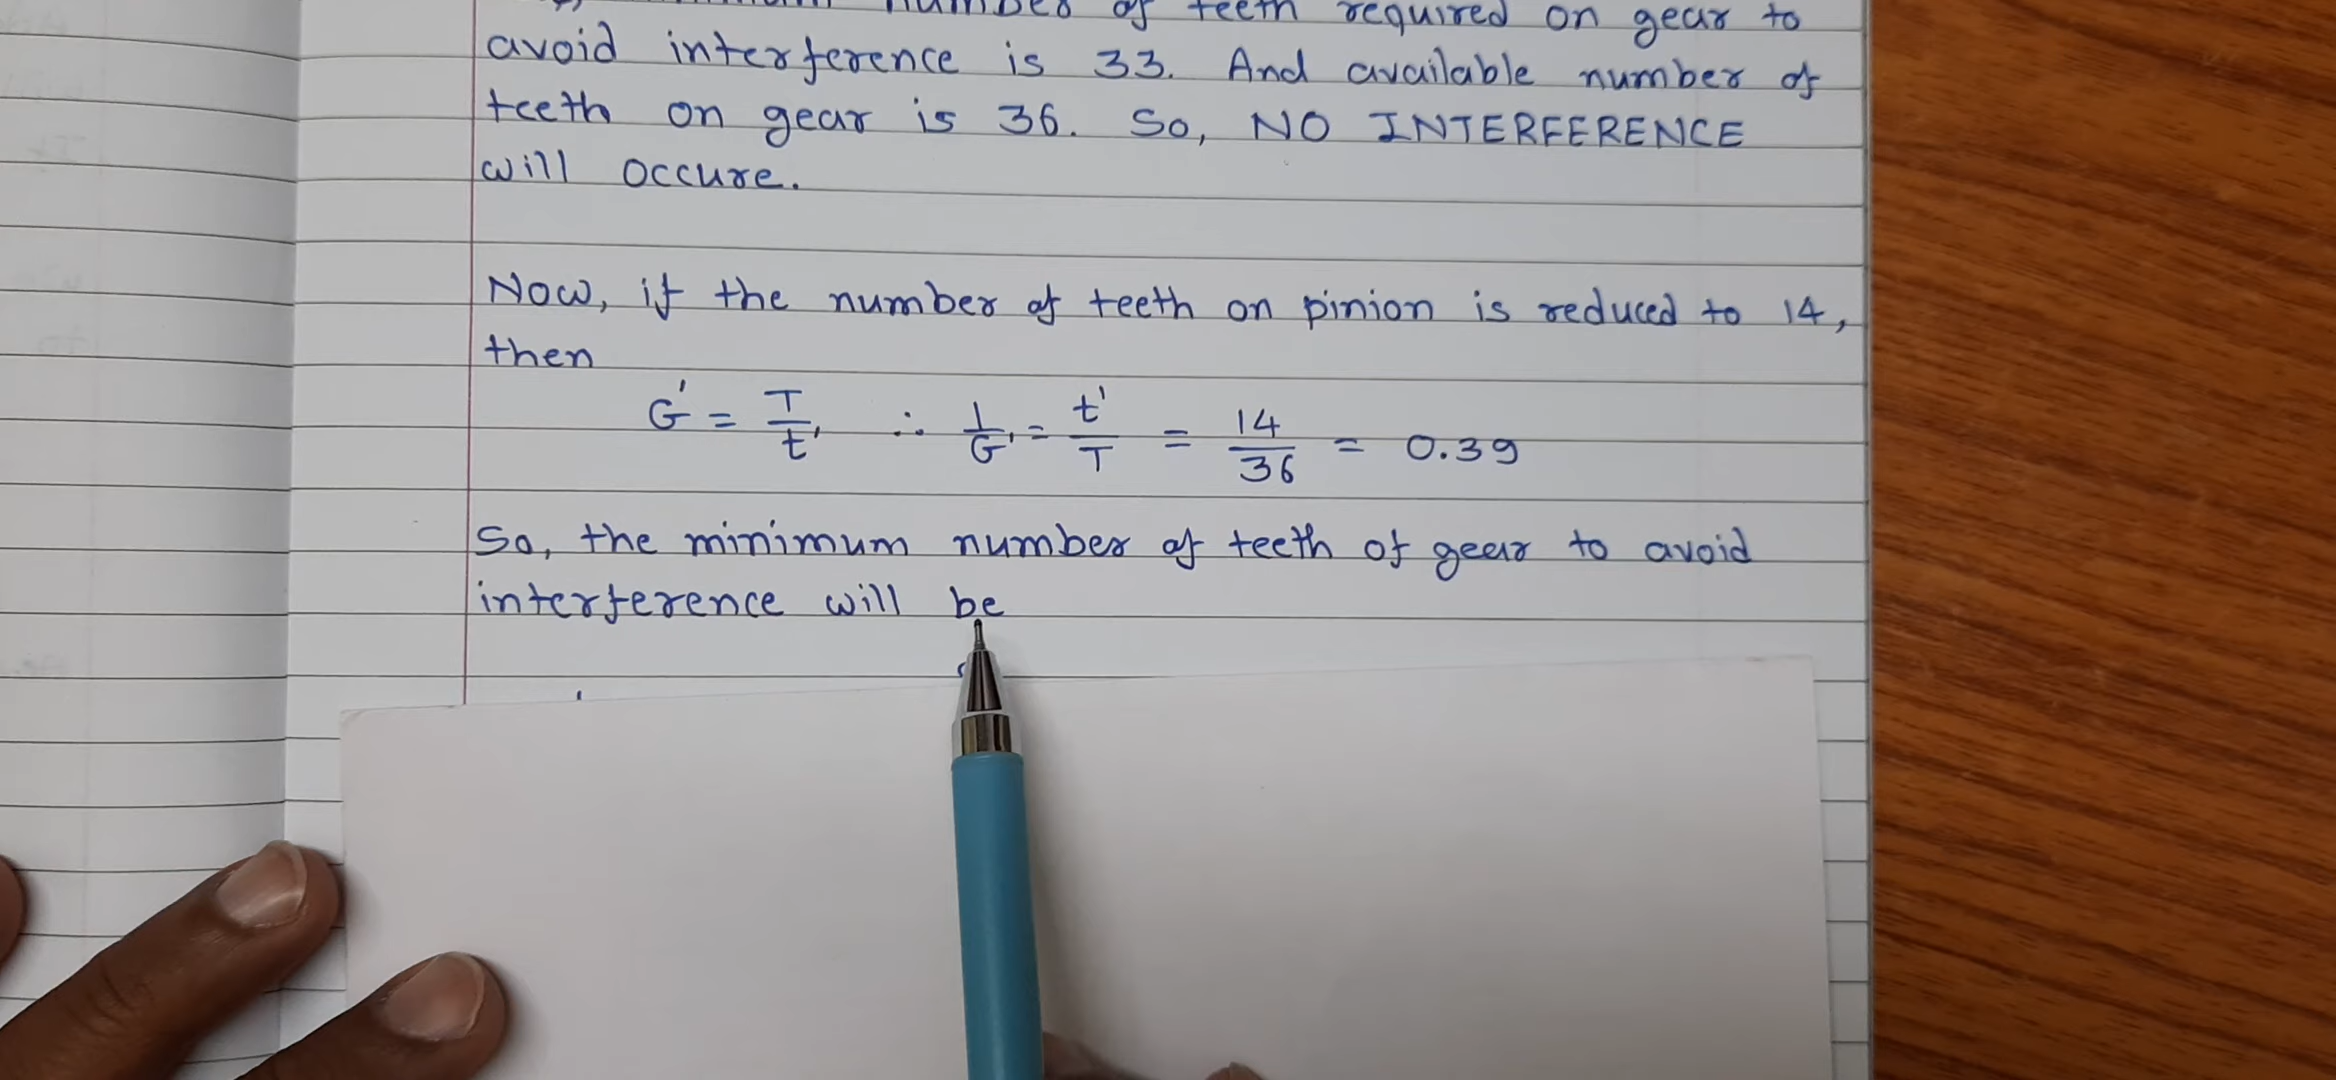 number of teeth required on gear to
avoid interference is 33. And available number of
teeth on gear is 36. So, NO INTERFERENCE
will occure.
Now, if the number of teeth on pinion is reduced to 14,
then
G' = T/t' ∴ 1/G' = t'/T = 14/36 = 0.39
So, the minimum number of teeth of gear to avoid
interference will be